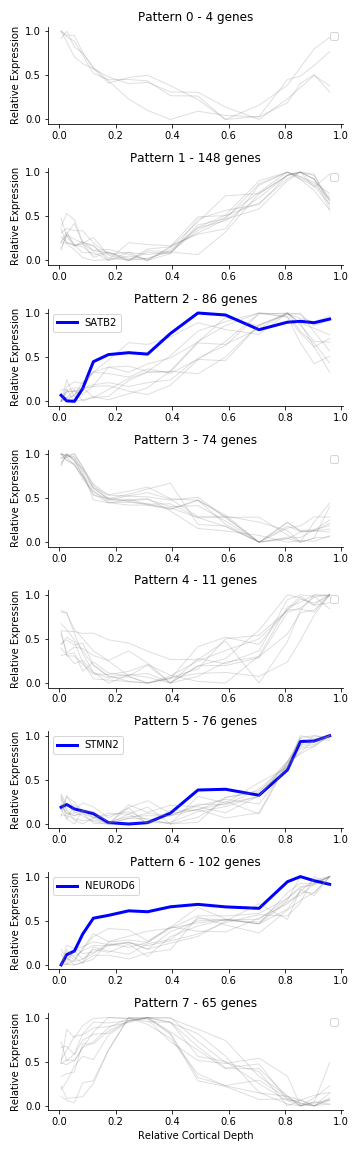 Pattern 0 - 4 genes
Relative Expression
1.0
0.5
0.0
0.0 0.2 0.4 0.6 0.8 1.0
Pattern 1 - 148 genes
Relative Expression
1.0
0.5
0.0
0.0 0.2 0.4 0.6 0.8 1.0
Pattern 2 - 86 genes
Relative Expression
1.0
0.5
0.0
SATB2
0.0 0.2 0.4 0.6 0.8 1.0
Pattern 3 - 74 genes
Relative Expression
1.0
0.5
0.0
0.0 0.2 0.4 0.6 0.8 1.0
Pattern 4 - 11 genes
Relative Expression
1.0
0.5
0.0
0.0 0.2 0.4 0.6 0.8 1.0
Pattern 5 - 76 genes
Relative Expression
1.0
0.5
0.0
STMN2
0.0 0.2 0.4 0.6 0.8 1.0
Pattern 6 - 102 genes
Relative Expression
1.0
0.5
0.0
NEUROD6
0.0 0.2 0.4 0.6 0.8 1.0
Pattern 7 - 65 genes
Relative Expression
1.0
0.5
0.0
0.0 0.2 0.4 0.6 0.8 1.0
Relative Cortical Depth